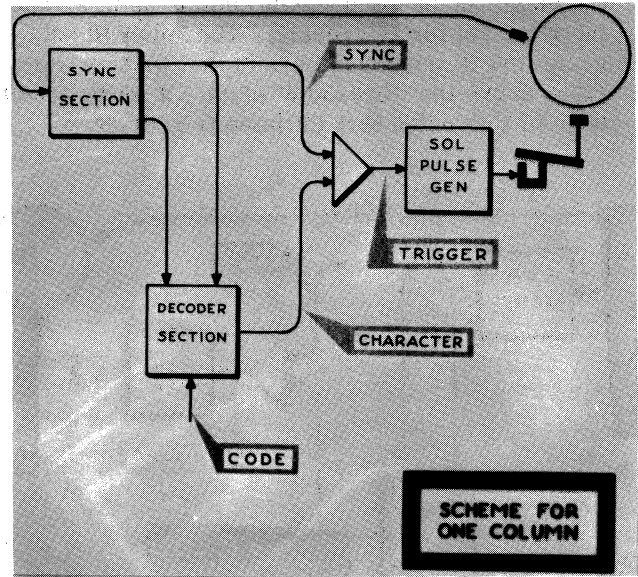 SYNC
SECTION
SYNC
SOL
PULSE
GEN
TRIGGER
DECODER
SECTION
CHARACTER
CODE
SCHEME FOR
ONE COLUMN